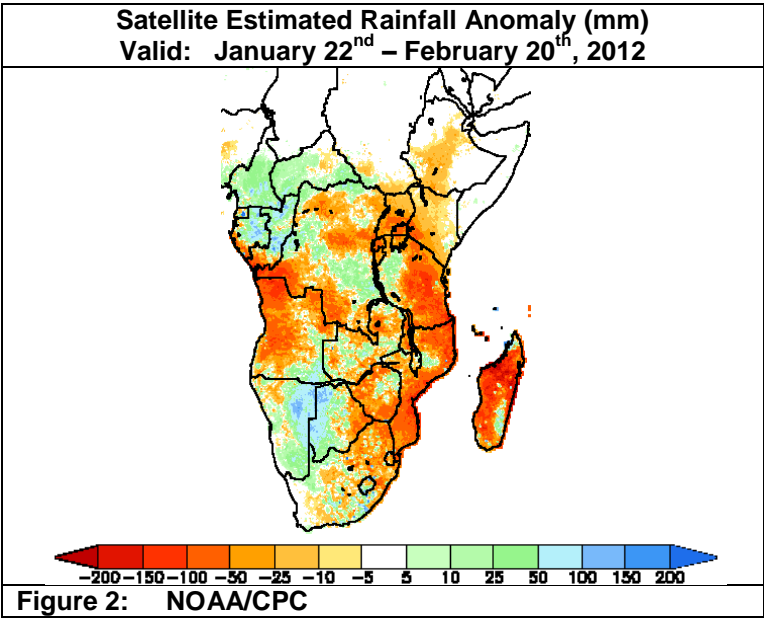 Satellite Estimated Rainfall Anomaly (mm)
Valid: January 22nd – February 20th, 2012
-200 -150 -100 -50 -25 -10 -5 5 10 25 50 100 150 200
Figure 2: NOAA/CPC